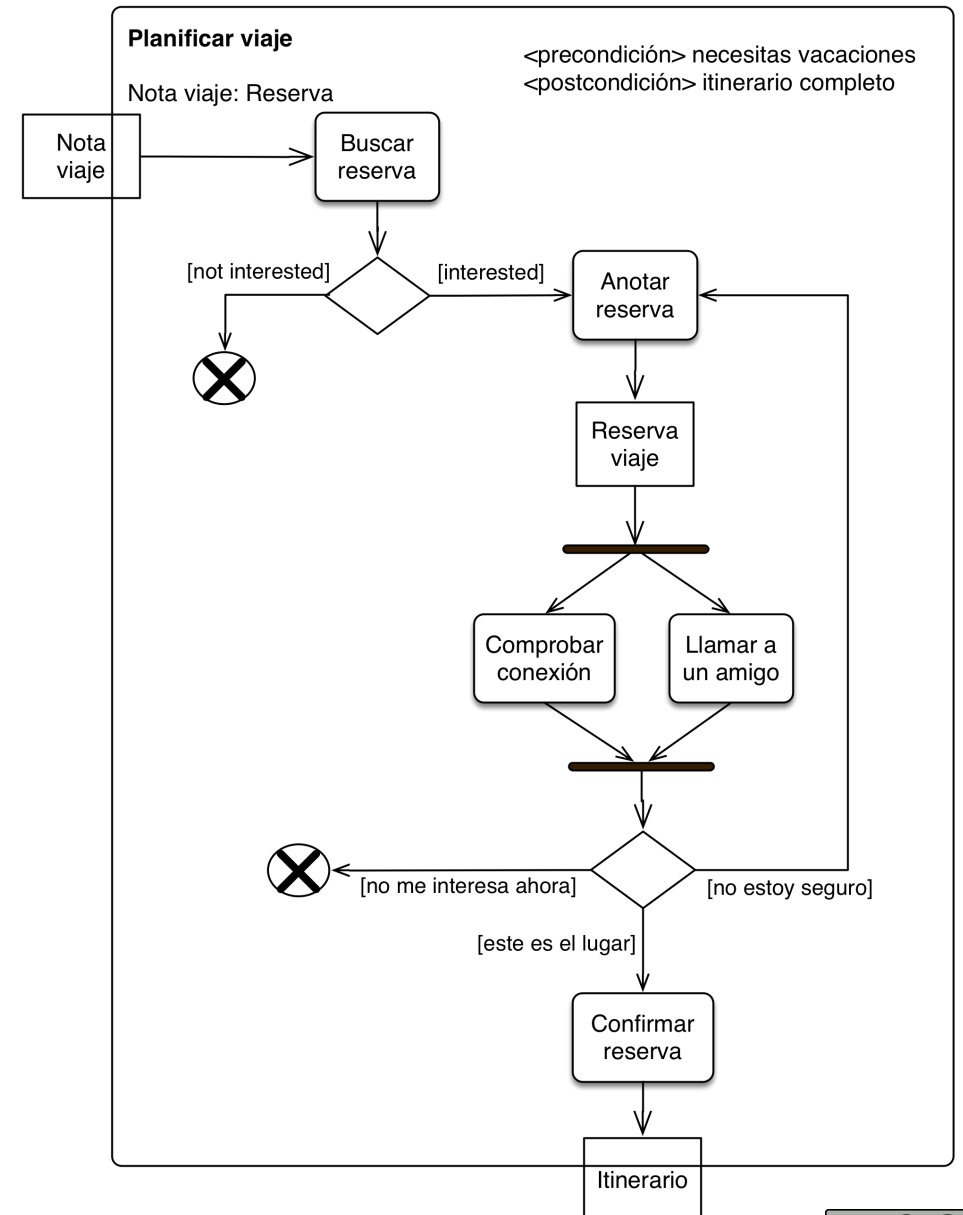 Planificar viaje
<precondición> necesitas vacaciones
<postcondición> itinerario completo
Nota viaje: Reserva
Nota
viaje
Buscar
reserva
[not interested]
[interested]
Anotar
reserva
Reserva
viaje
Comprobar
conexión
Llamar a
un amigo
[no me interesa ahora]
[no estoy seguro]
[este es el lugar]
Confirmar
reserva
Itinerario